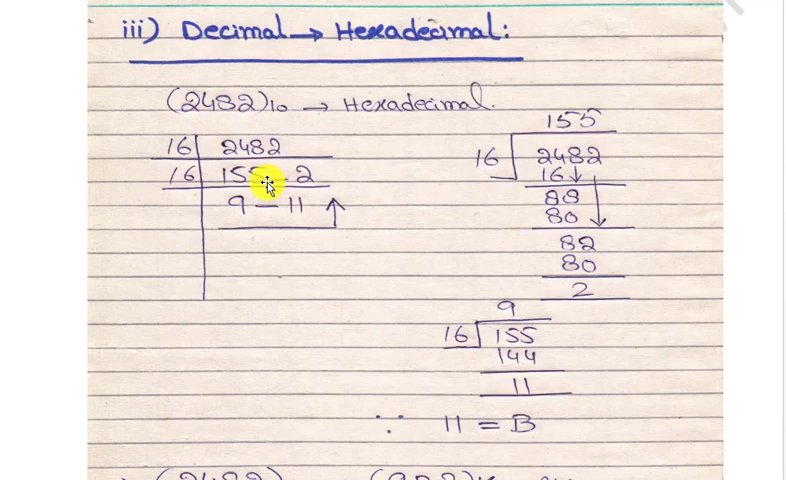 iii) Decimal → Hexadecimal:
(2482)10 → Hexadecimal.
16 2482
16 155 - 2
9 — 11 ↑
155
16 2482
16↓
88
80↓
82
80
2
9
16 155
144
11
∵ 11 = B